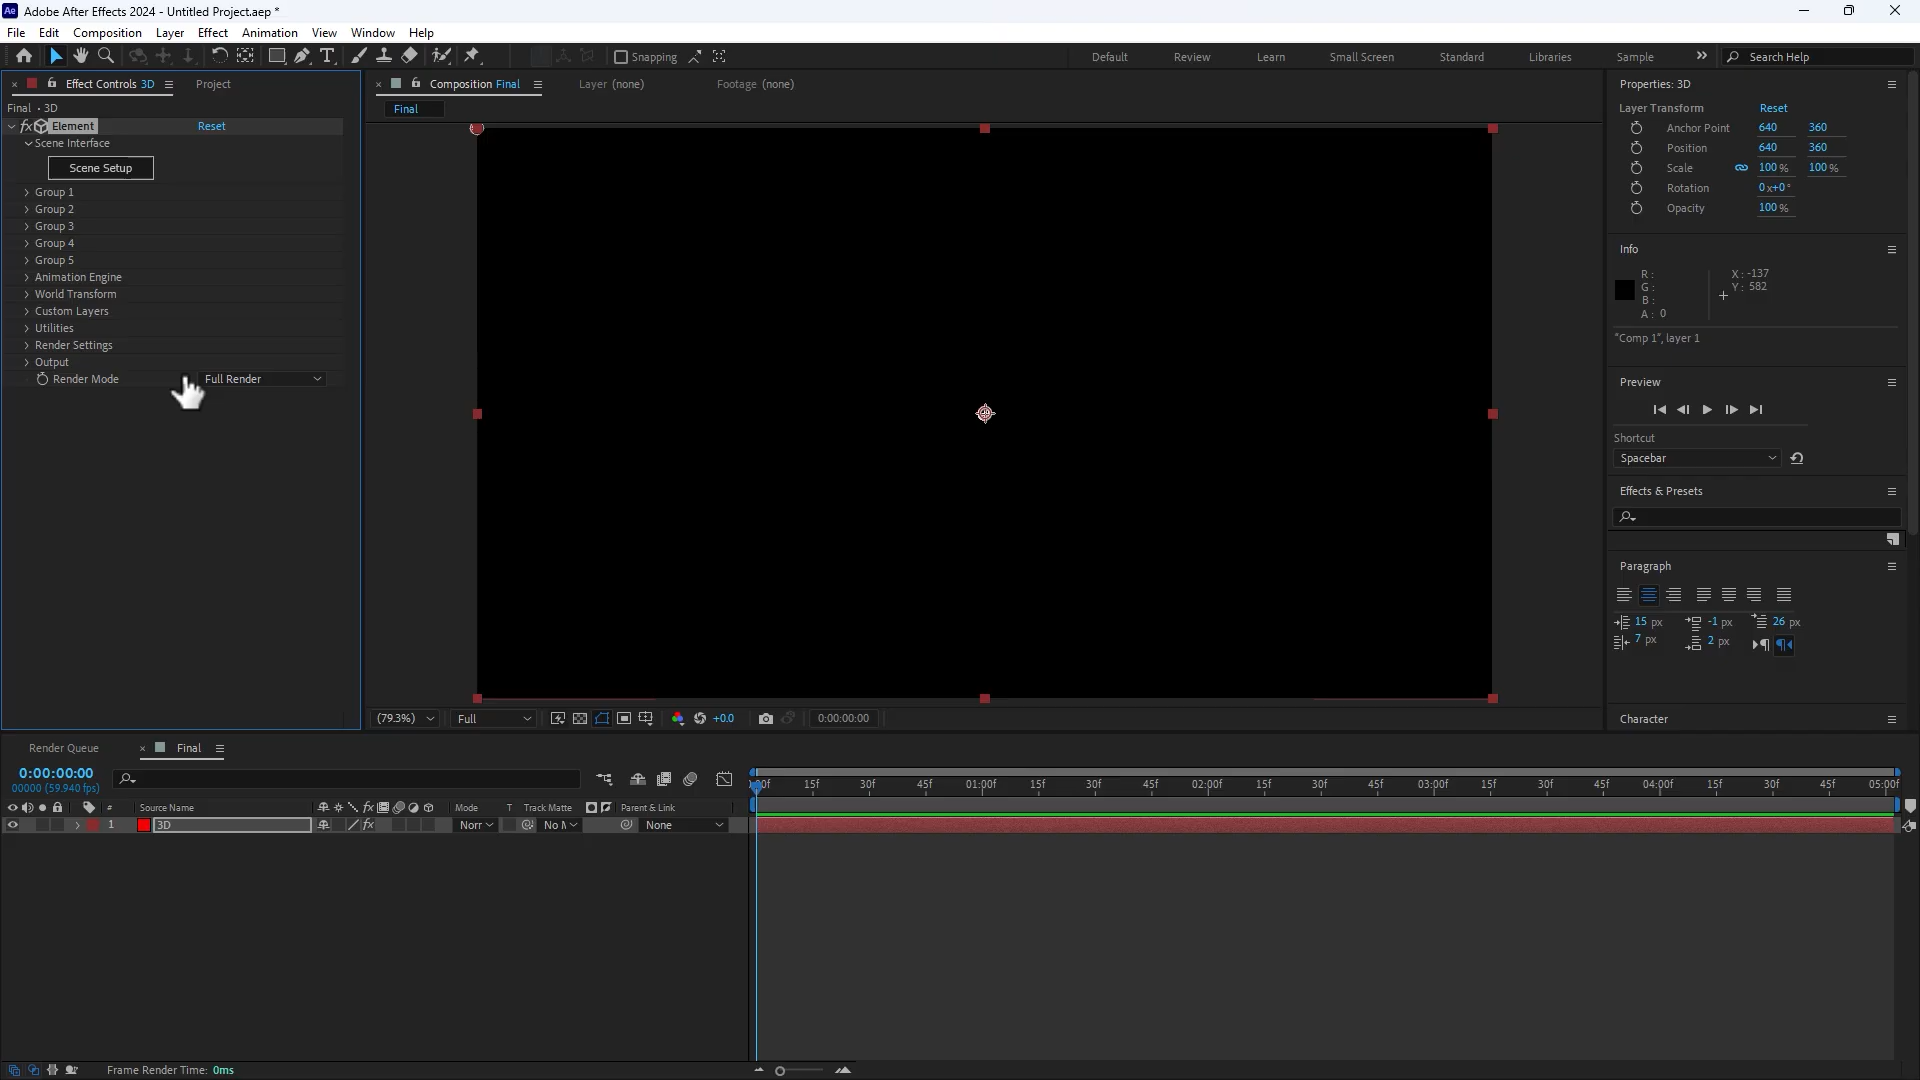 Adobe After Effects 2024 - Untitled Project.aep *
File Edit Composition Layer Effect Animation View Window Help
Snapping
Default Review Learn Small Screen Standard Libraries Sample Search Help
Effect Controls 3D Project
Final • 3D
fx Element Reset
Scene Interface
Scene Setup
Group 1
Group 2
Group 3
Group 4
Group 5
Animation Engine
World Transform
Custom Layers
Utilities
Render Settings
Output
Render Mode Full Render
Composition Final Layer (none) Footage (none)
Final
(79.3%) Full +0.0 0:00:00:00
Properties: 3D
Layer Transform Reset
Anchor Point 640 360
Position 640 360
Scale 100 % 100 %
Rotation 0x+0°
Opacity 100 %
Info
R: X: -137
G: Y: 582
B:
A: 0
"Comp 1", layer 1
Preview
Shortcut
Spacebar
Effects & Presets
Paragraph
15 px -1 px 26 px
7 px 2 px
Character
Render Queue Final
0:00:00:00
00000 (59.940 fps)
# Source Name fx Mode T Track Matte Parent & Link
1 3D fx None
15f 30f 45f 01:00f 15f 30f 45f 02:00f 15f 30f 45f 03:00f 15f 30f 45f 04:00f 15f 30f 45f 05:00f
Frame Render Time: 0ms